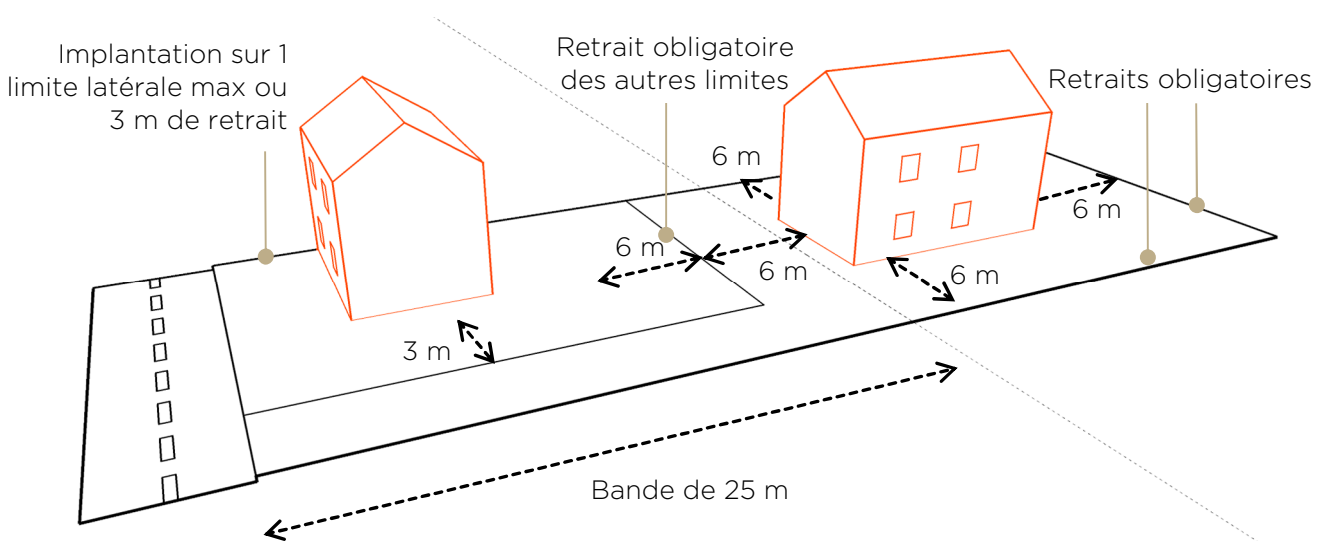 Implantation sur 1
limite latérale max ou
3 m de retrait
Retrait obligatoire
des autres limites
Retraits obligatoires
6 m
6 m
6 m
6 m
6 m
3 m
Bande de 25 m